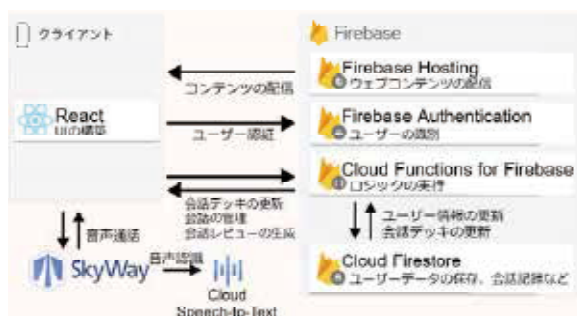 クライアント
Firebase
Firebase Hosting
ウェブコンテンツの配信
コンテンツの配信
React
UIの構築
Firebase Authentication
ユーザーの識別
ユーザー認証
Cloud Functions for Firebase
ロジックの実行
会話デッキの更新
会話の管理
会話レビューの生成
ユーザー情報の更新
会話デッキの更新
音声通話
SkyWay
音声認識
Cloud
Speech-to-Text
Cloud Firestore
ユーザーデータの保存、会話記録など